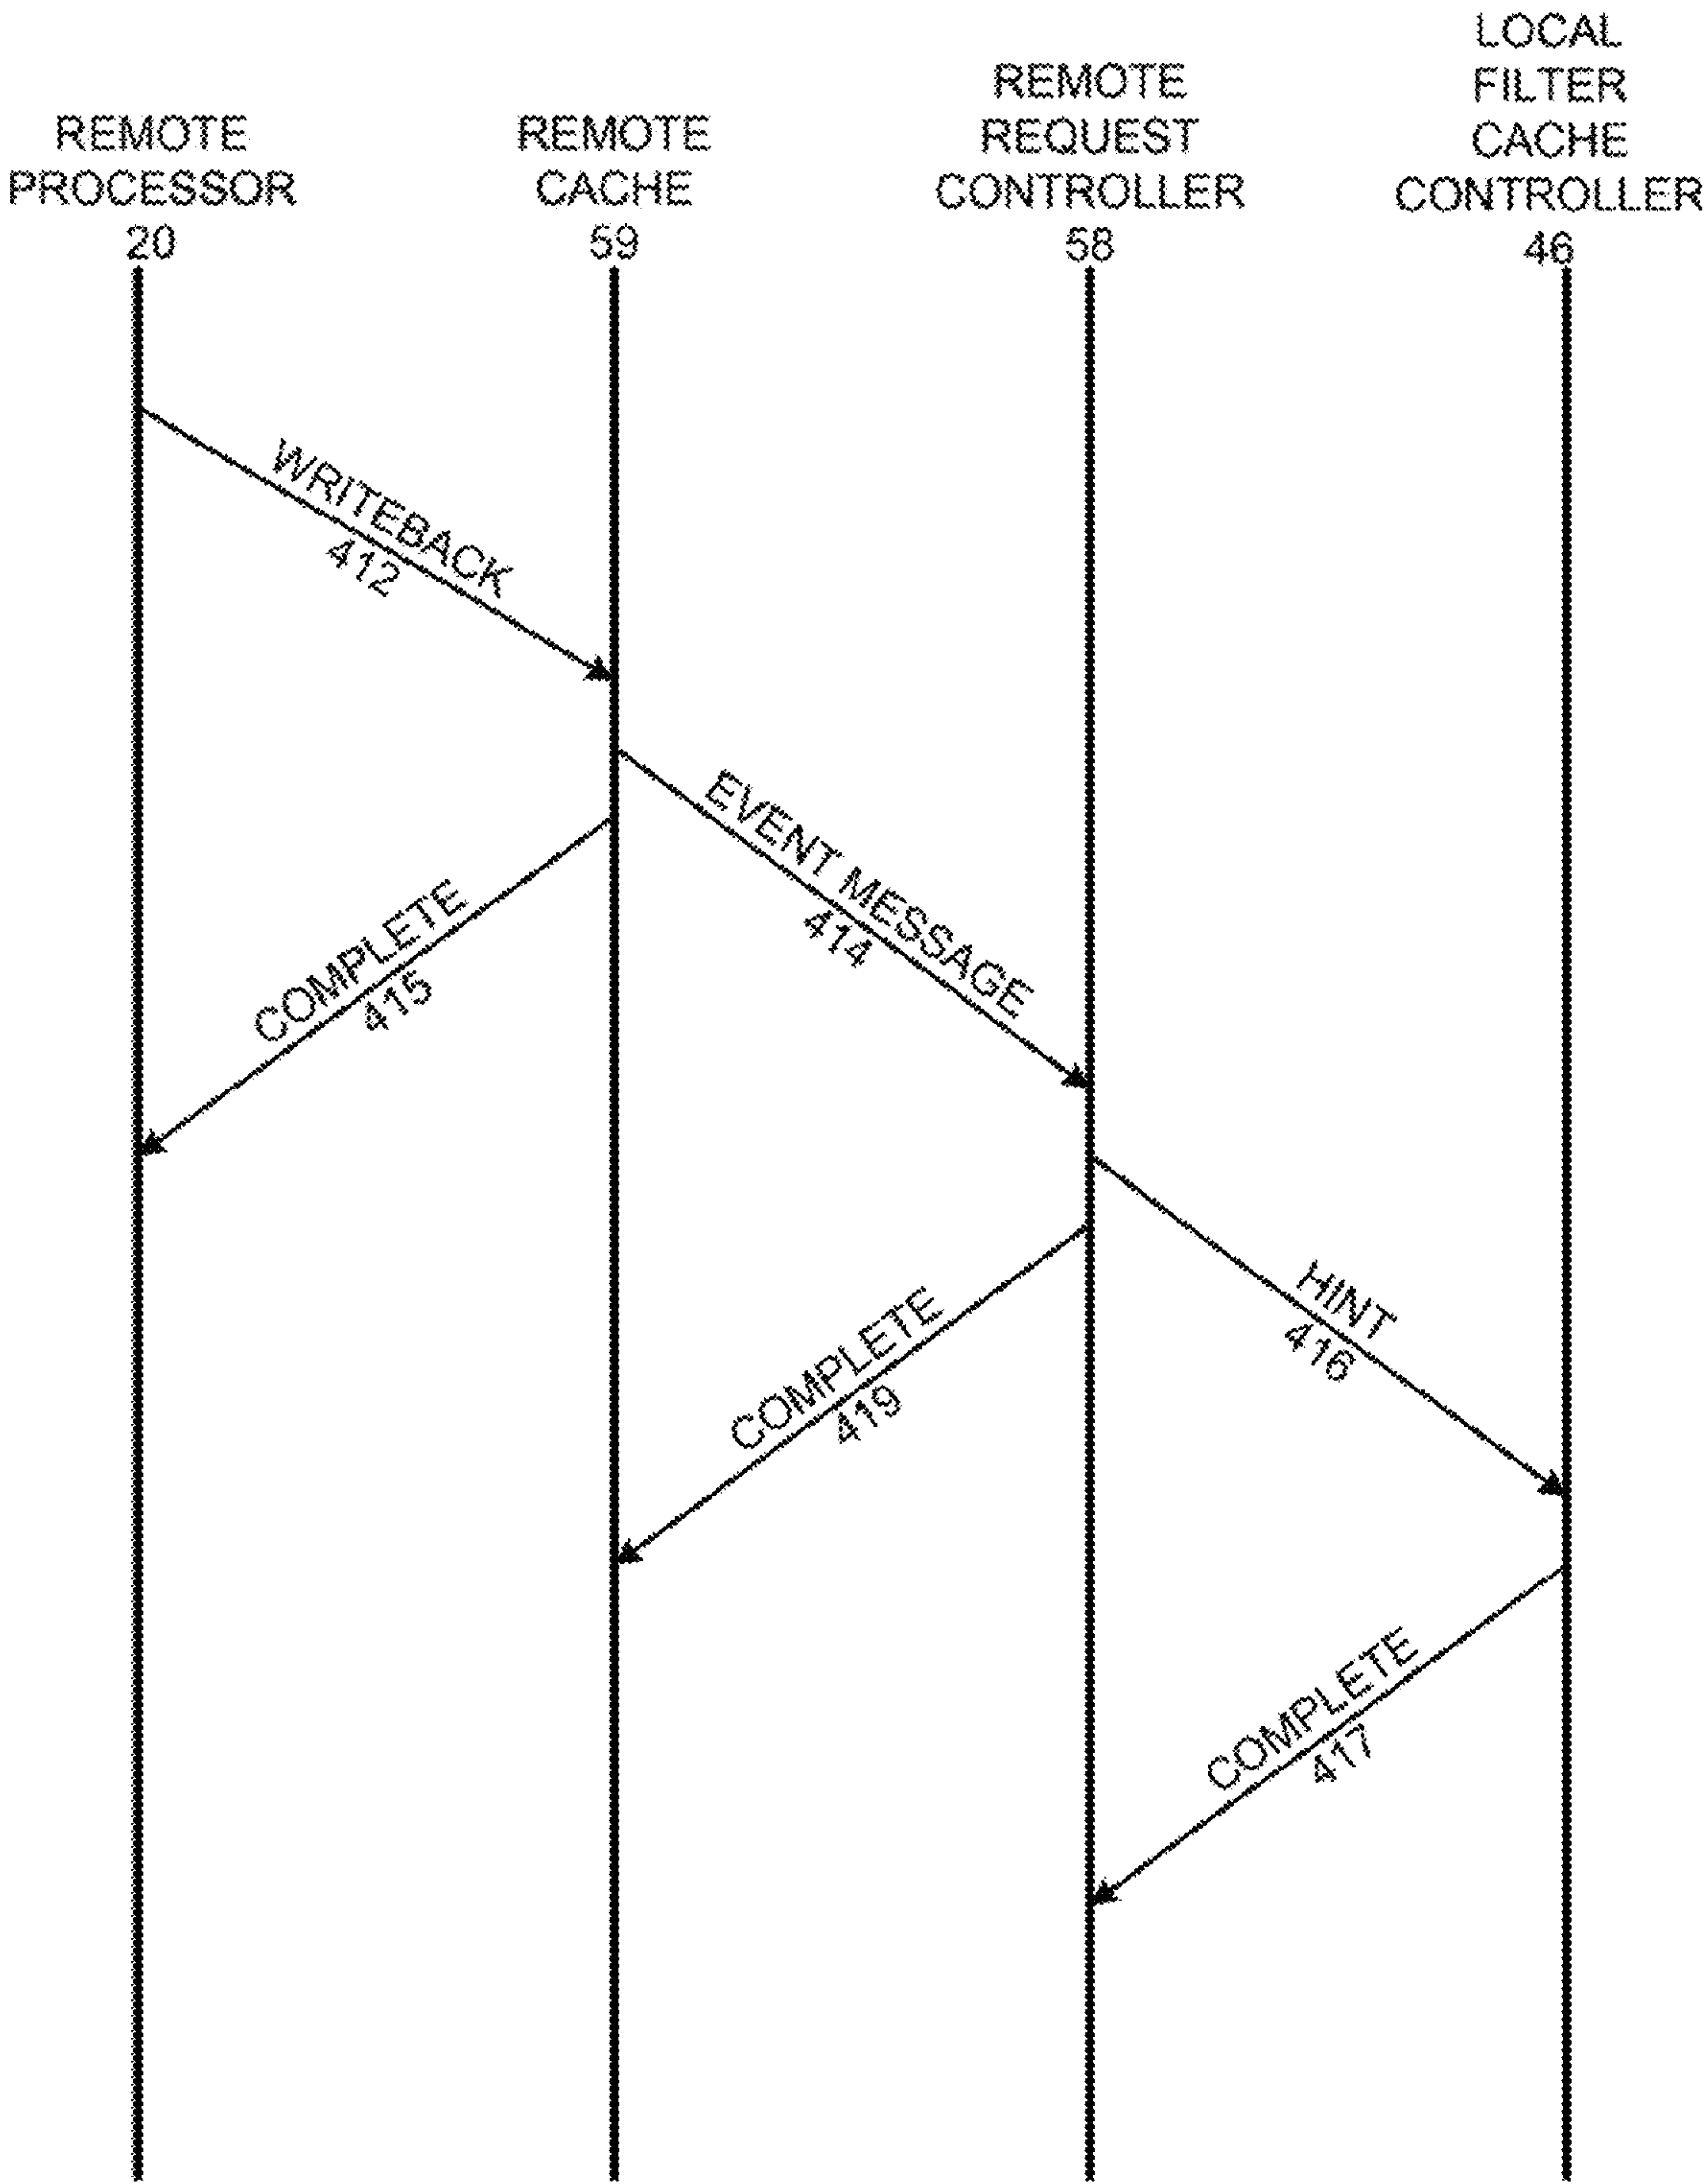 REMOTE
PROCESSOR
20
REMOTE
CACHE
59
REMOTE
REQUEST
CONTROLLER
58
LOCAL
FILTER
CACHE
CONTROLLER
46
WRITEBACK
412
EVENT MESSAGE
414
COMPLETE
415
HINT
416
COMPLETE
419
COMPLETE
417